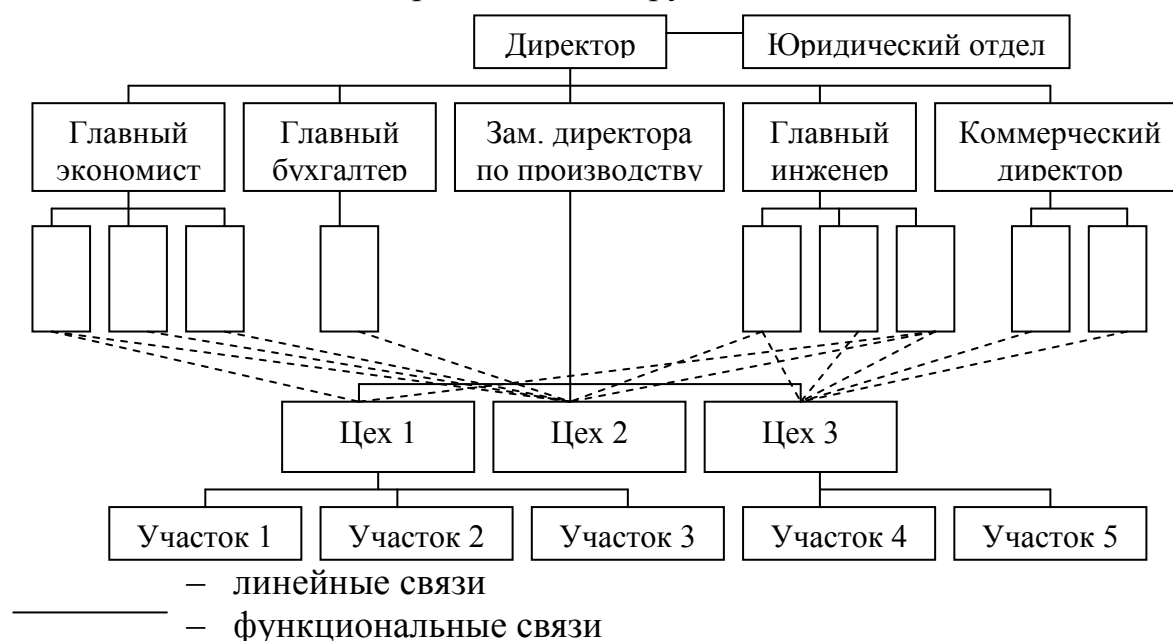 Директор
Юридический отдел
Главный
экономист
Главный
бухгалтер
Зам. директора
по производству
Главный
инженер
Коммерческий
директор
Цех 1
Цех 2
Цех 3
Участок 1
Участок 2
Участок 3
Участок 4
Участок 5
– линейные связи
– функциональные связи